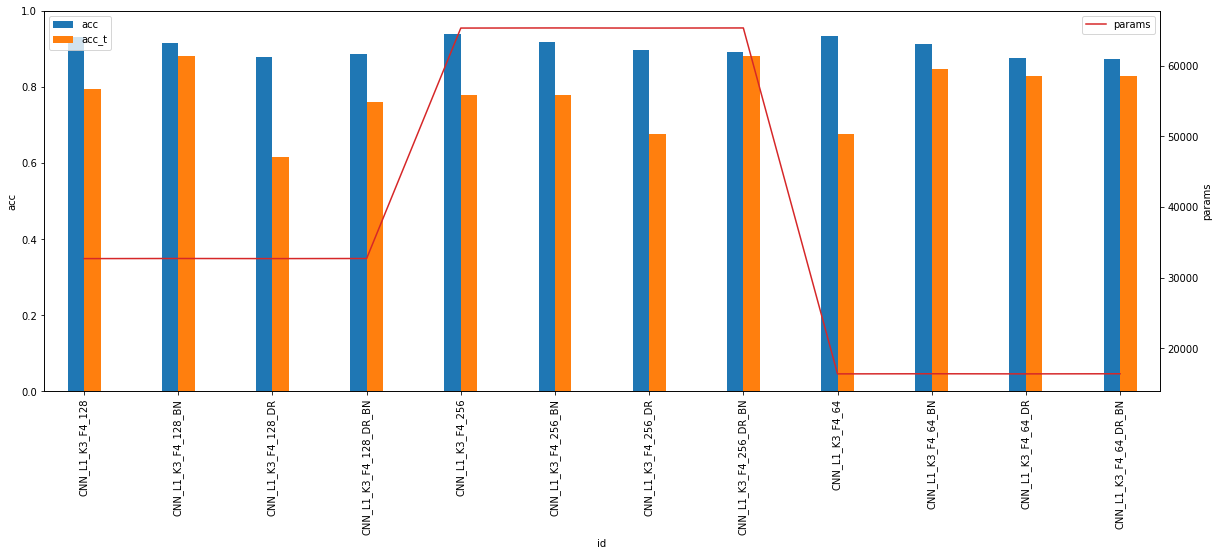 acc
acc_t
params
1.0
0.8
0.6
0.4
0.2
0.0
acc
60000
50000
40000
30000
20000
params
CNN_L1_K3_F4_128
CNN_L1_K3_F4_128_BN
CNN_L1_K3_F4_128_DR
CNN_L1_K3_F4_128_DR_BN
CNN_L1_K3_F4_256
CNN_L1_K3_F4_256_BN
CNN_L1_K3_F4_256_DR
CNN_L1_K3_F4_256_DR_BN
CNN_L1_K3_F4_64
CNN_L1_K3_F4_64_BN
CNN_L1_K3_F4_64_DR
CNN_L1_K3_F4_64_DR_BN
id